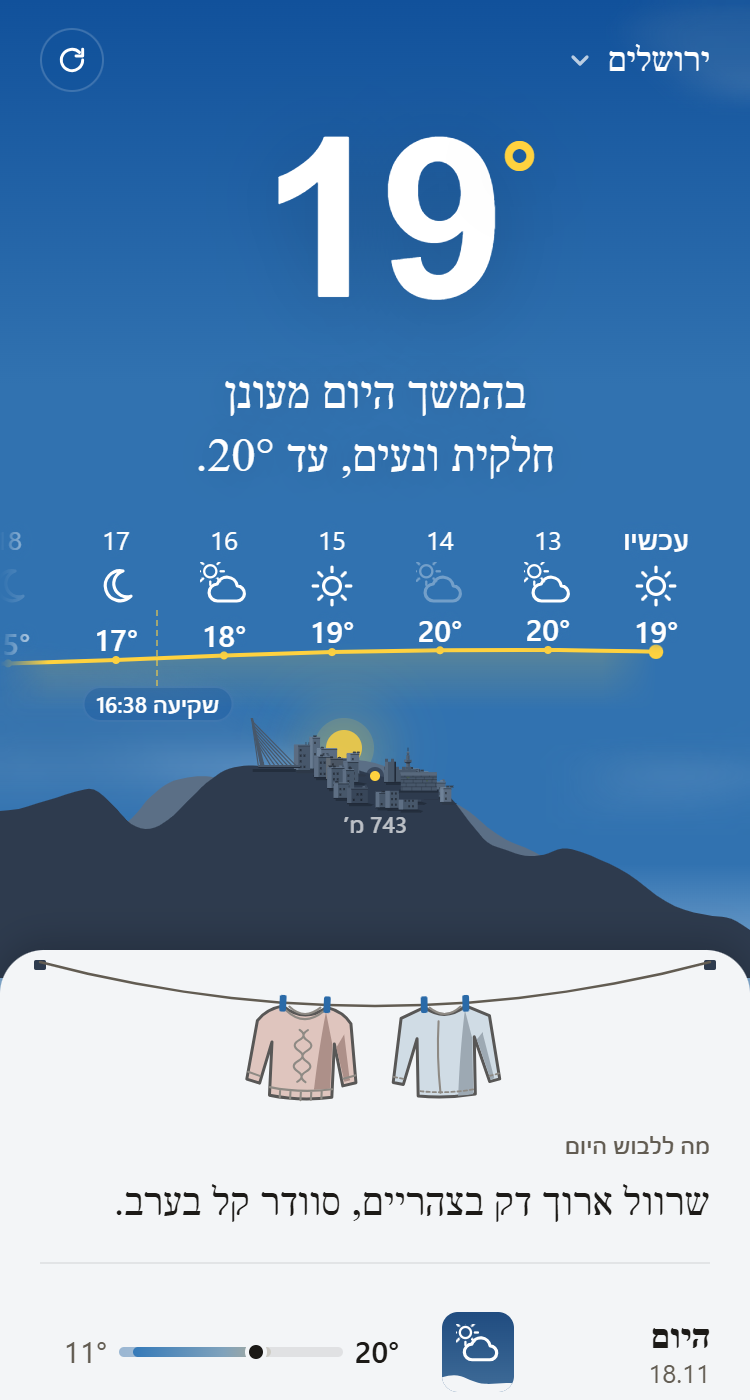 ירושלים
19°
בהמשך היום מעונן
חלקית ונעים, עד 20°.
עכשיו 13 14 15 16 17
19° 20° 20° 19° 18° 17°
שקיעה 16:38
743 מ׳
מה ללבוש היום
שרוול ארוך דק בצהריים, סוודר קל בערב.
היום 20° 11°
18.11